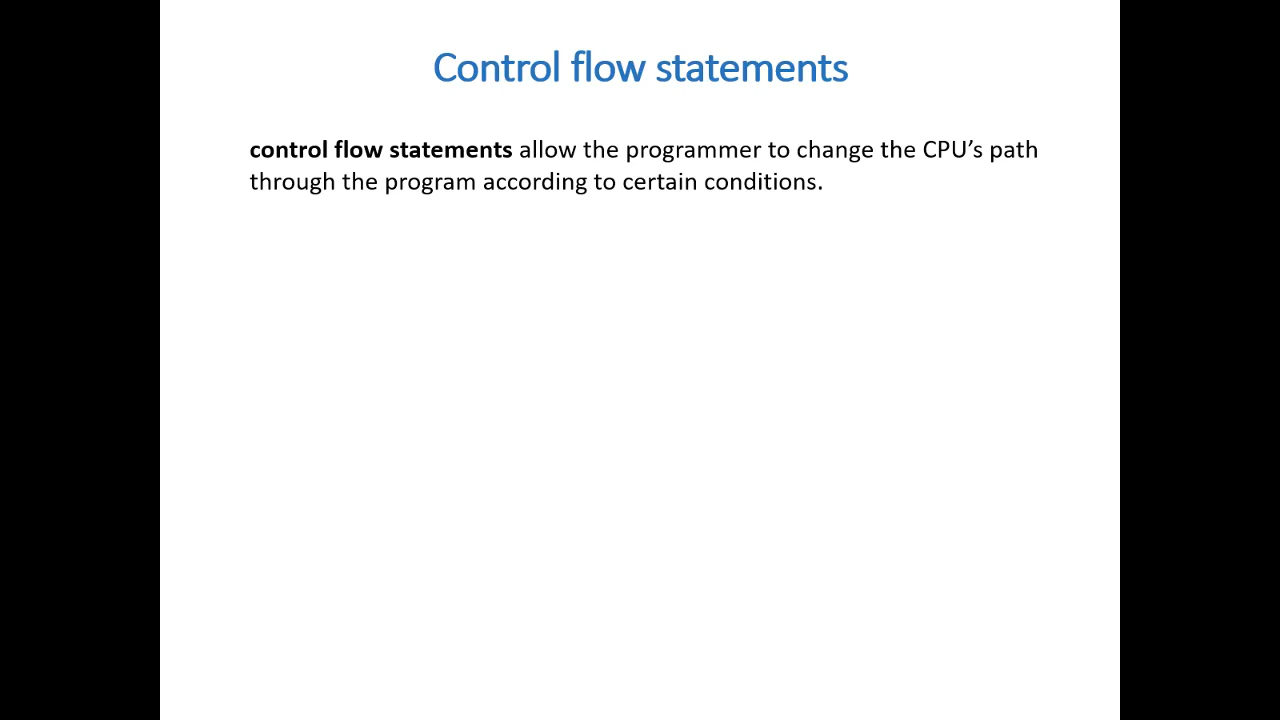 Control flow statements
control flow statements allow the programmer to change the CPU’s path
through the program according to certain conditions.